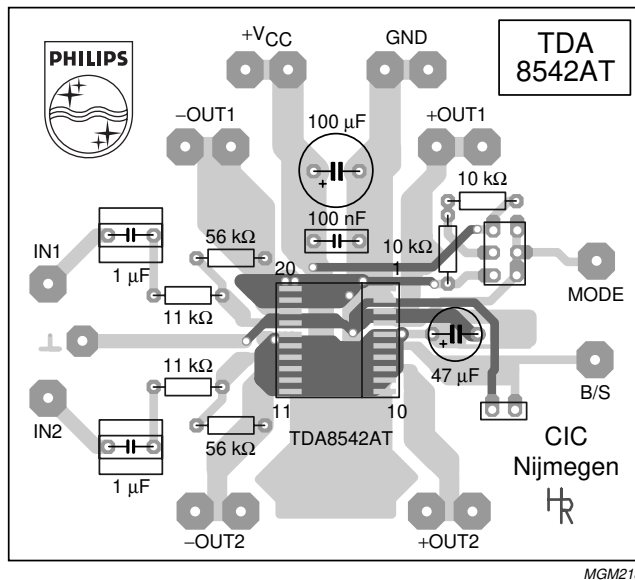 +VCC
GND
TDA
8542AT
PHILIPS
−OUT1
+OUT1
100 µF
+
10 kΩ
100 nF
IN1
56 kΩ
10 kΩ
1 µF
20
1
MODE
11 kΩ
11 kΩ
+
47 µF
B/S
IN2
11
10
56 kΩ
TDA8542AT
CIC
Nijmegen
1 µF
HR
−OUT2
+OUT2